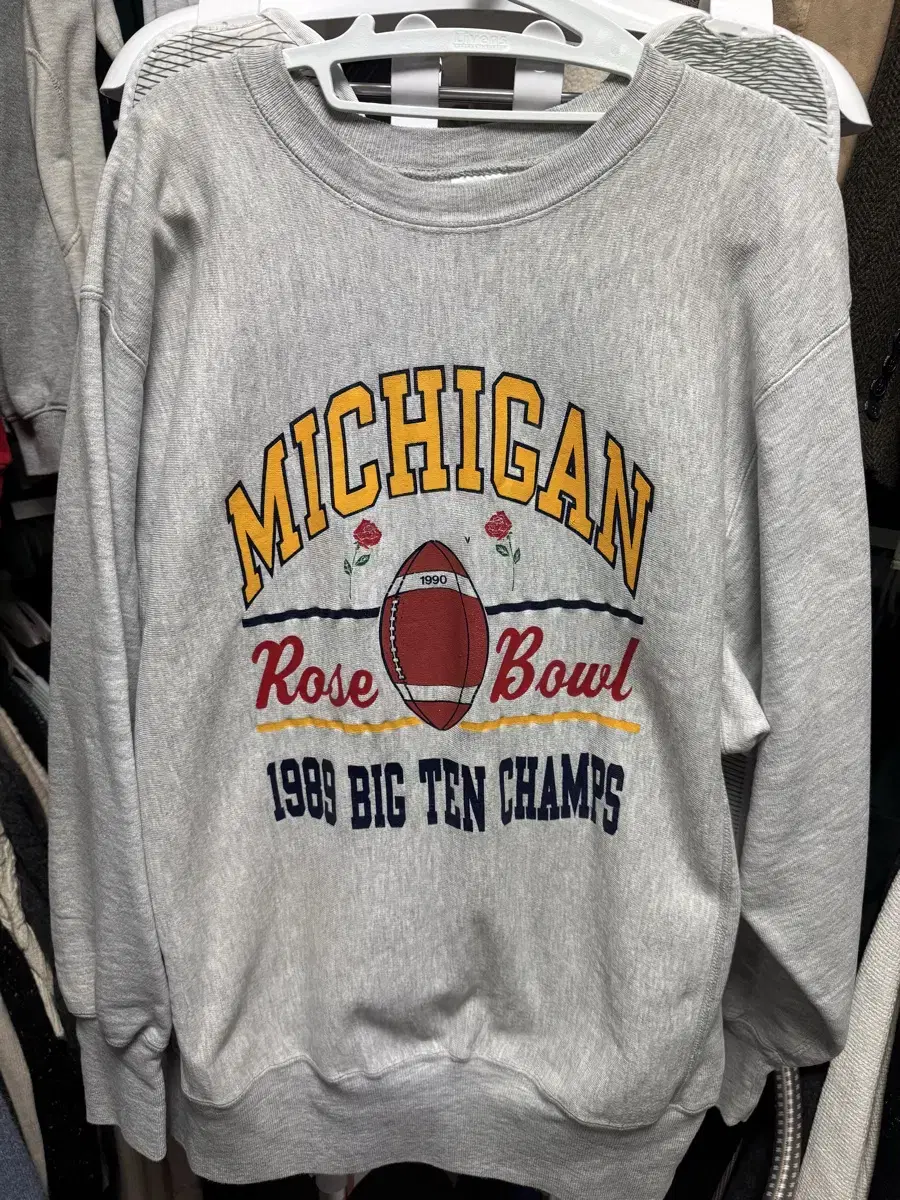 MICHIGAN
1990
Rose Bowl
1989 BIG TEN CHAMPS